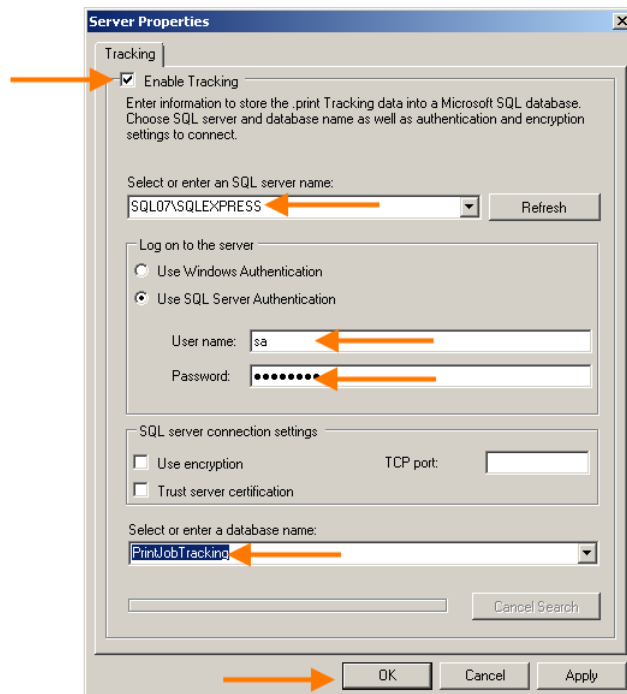 Server Properties
Tracking
Enable Tracking
Enter information to store the .print Tracking data into a Microsoft SQL database.
Choose SQL server and database name as well as authentication and encryption
settings to connect.
Select or enter an SQL server name:
SQL07\SQLEXPRESS
Refresh
Log on to the server
Use Windows Authentication
Use SQL Server Authentication
User name: sa
Password: ●●●●●●●●
SQL server connection settings
Use encryption TCP port:
Trust server certification
Select or enter a database name:
PrintJobTracking
Cancel Search
OK Cancel Apply